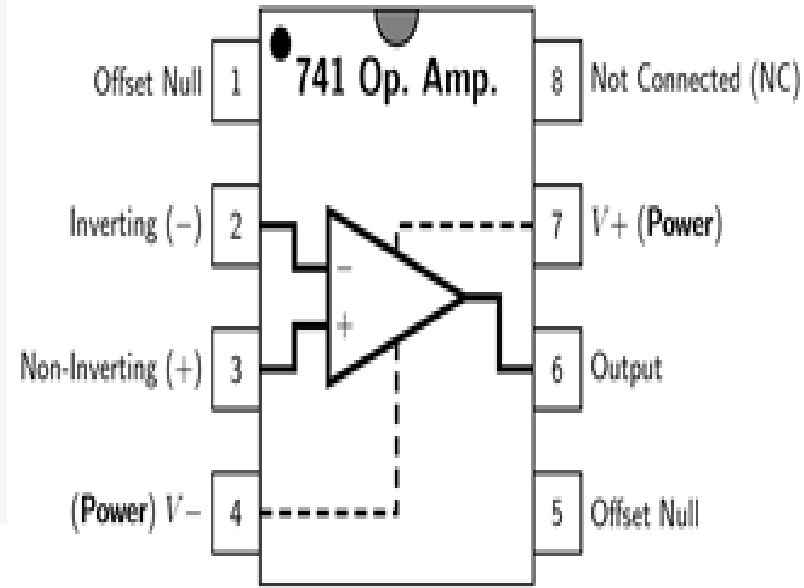 741 Op. Amp.
Offset Null 1
8 Not Connected (NC)
Inverting (−) 2
7 V+ (Power)
−
+
Non-Inverting (+) 3
6 Output
(Power) V− 4
5 Offset Null